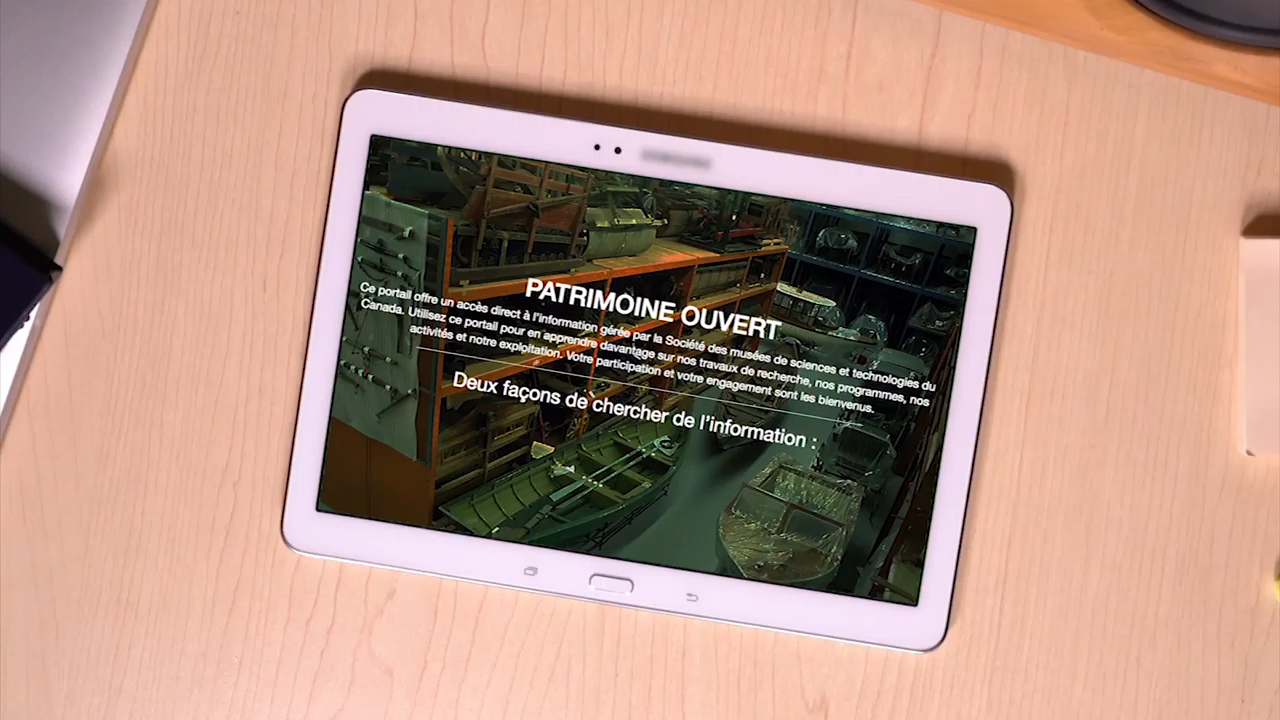 PATRIMOINE OUVERT
Ce portail offre un accès direct à l'information gérée par la Société des musées de sciences et technologies du
Canada. Utilisez ce portail pour en apprendre davantage sur nos travaux de recherche, nos programmes, nos
activités et notre exploitation. Votre participation et votre engagement sont les bienvenus.
Deux façons de chercher de l'information :